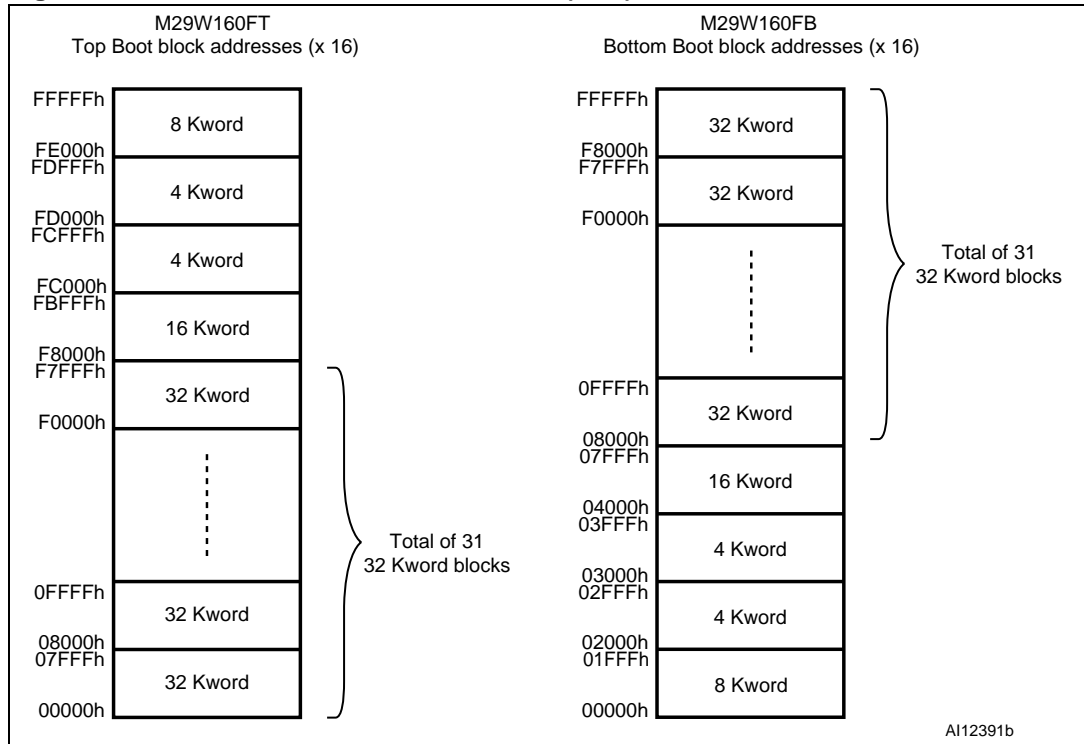 M29W160FT
Top Boot block addresses (x 16)
FFFFFh
8 Kword
FE000h
FDFFFh
4 Kword
FD000h
FCFFFh
4 Kword
FC000h
FBFFFh
16 Kword
F8000h
F7FFFh
32 Kword
F0000h
Total of 31
32 Kword blocks
0FFFFh
32 Kword
08000h
07FFFh
32 Kword
00000h
M29W160FB
Bottom Boot block addresses (x 16)
FFFFFh
32 Kword
F8000h
F7FFFh
32 Kword
F0000h
Total of 31
32 Kword blocks
0FFFFh
32 Kword
08000h
07FFFh
16 Kword
04000h
03FFFh
4 Kword
03000h
02FFFh
4 Kword
02000h
01FFFh
8 Kword
00000h
AI12391b